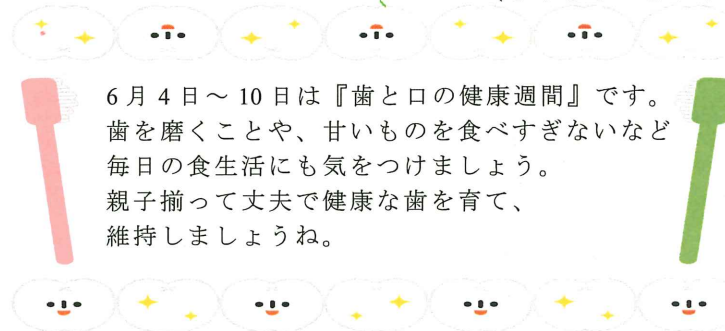 6月4日～10日は『歯と口の健康週間』です。
歯を磨くことや、甘いものを食べすぎないなど
毎日の食生活にも気をつけましょう。
親子揃って丈夫で健康な歯を育て、
維持しましょうね。